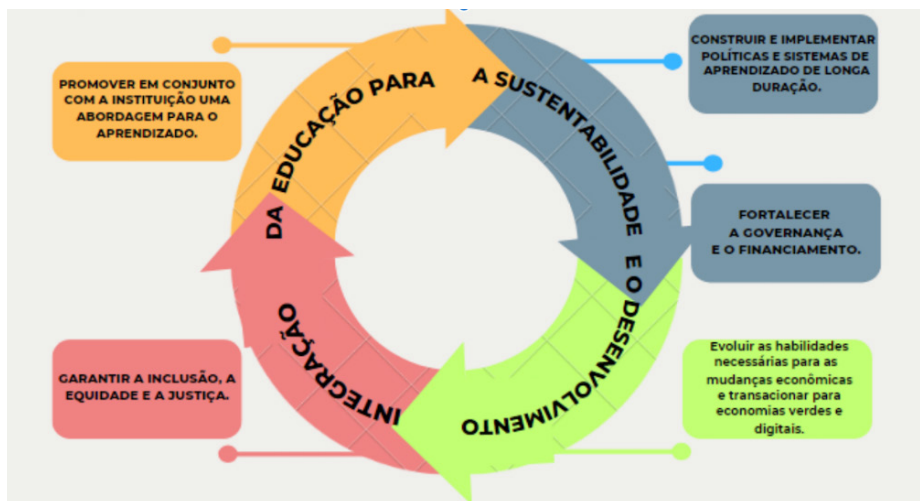 PROMOVER EM CONJUNTO
COM A INSTITUIÇÃO UMA
ABORDAGEM PARA O
APRENDIZADO.
CONSTRUIR E IMPLEMENTAR
POLÍTICAS E SISTEMAS DE
APRENDIZADO DE LONGA
DURAÇÃO.
FORTALECER
A GOVERNANÇA
E O FINANCIAMENTO.
Evoluir as habilidades
necessárias para as
mudanças econômicas
e transacionar para
economias verdes e
digitais.
GARANTIR A INCLUSÃO, A
EQUIDADE E A JUSTIÇA.
INTEGRAÇÃO
DA EDUCAÇÃO PARA
A SUSTENTABILIDADE E O
DESENVOLVIMENTO